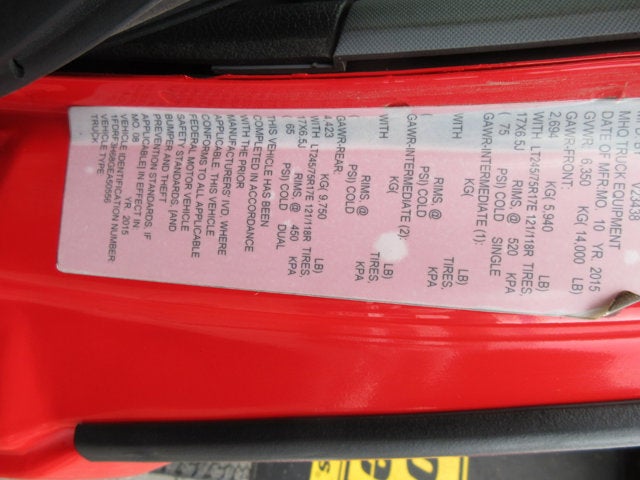 MHQ TRUCK EQUIPMENT
DATE OF MFR: MO. 10 YR. 2015
GVWR: 6,350 KG( 14,000 LB)
GAWR-FRONT:
2,694 KG( 5,940 LB)
WITH LT245/75R17E 121/118R TIRES,
17X6.5J RIMS, @ 520 KPA
( 75 PSI) COLD SINGLE
GAWR-INTERMEDIATE (1):
KG( LB)
WITH TIRES,
RIMS, @ KPA
PSI) COLD
GAWR-INTERMEDIATE (2):
KG( LB)
WITH TIRES,
RIMS, @ KPA
PSI) COLD
GAWR-REAR:
4,423 KG( 9,750 LB)
WITH LT245/75R17E 121/118R TIRES,
17X6.5J RIMS, @ 450 KPA
( 65 PSI) COLD DUAL
THIS VEHICLE HAS BEEN
COMPLETED IN ACCORDANCE
WITH THE PRIOR
MANUFACTURERS' IVD, WHERE
APPLICABLE. THIS VEHICLE
CONFORMS TO ALL APPLICABLE
FEDERAL MOTOR VEHICLE
SAFETY STANDARDS, [AND
BUMPER AND THEFT
PREVENTION STANDARDS, IF
APPLICABLE] IN EFFECT IN
MO. 08 YR. 2015
VEHICLE IDENTIFICATION NUMBER:
VEHICLE TYPE:
TRUCK